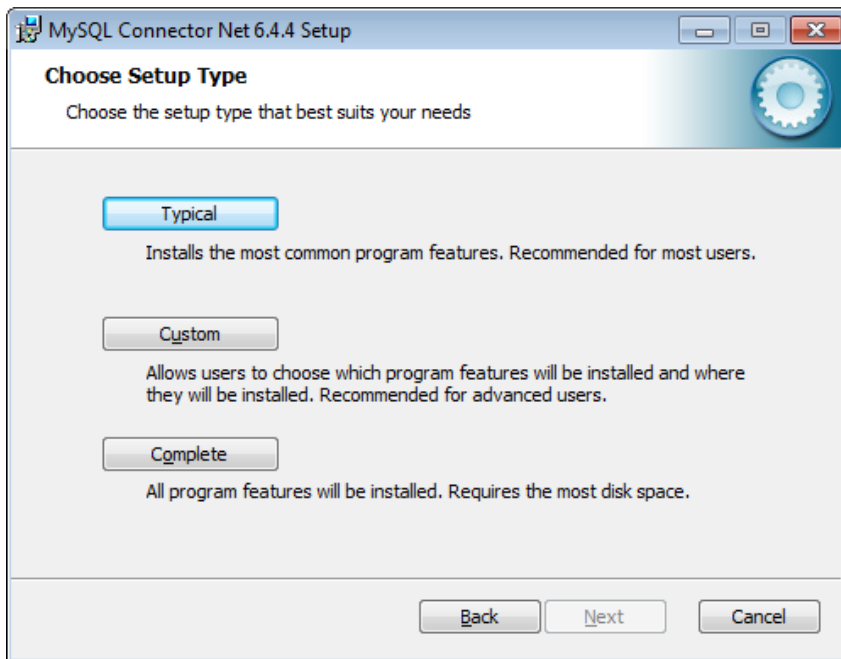 MySQL Connector Net 6.4.4 Setup
Choose Setup Type
Choose the setup type that best suits your needs
Typical
Installs the most common program features. Recommended for most users.
Custom
Allows users to choose which program features will be installed and where
they will be installed. Recommended for advanced users.
Complete
All program features will be installed. Requires the most disk space.
Back Next Cancel